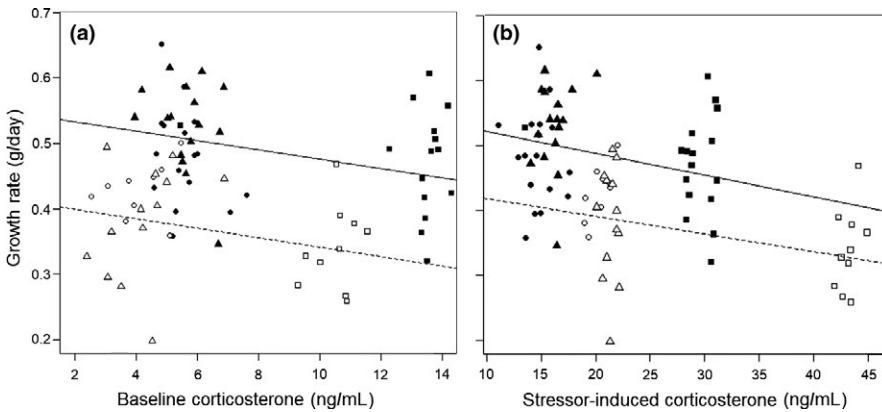 (a)
(b)
Growth rate (g/day)
0.7
0.6
0.5
0.4
0.3
0.2
2 4 6 8 10 12 14
10 15 20 25 30 35 40 45
Baseline corticosterone (ng/mL)
Stressor-induced corticosterone (ng/mL)